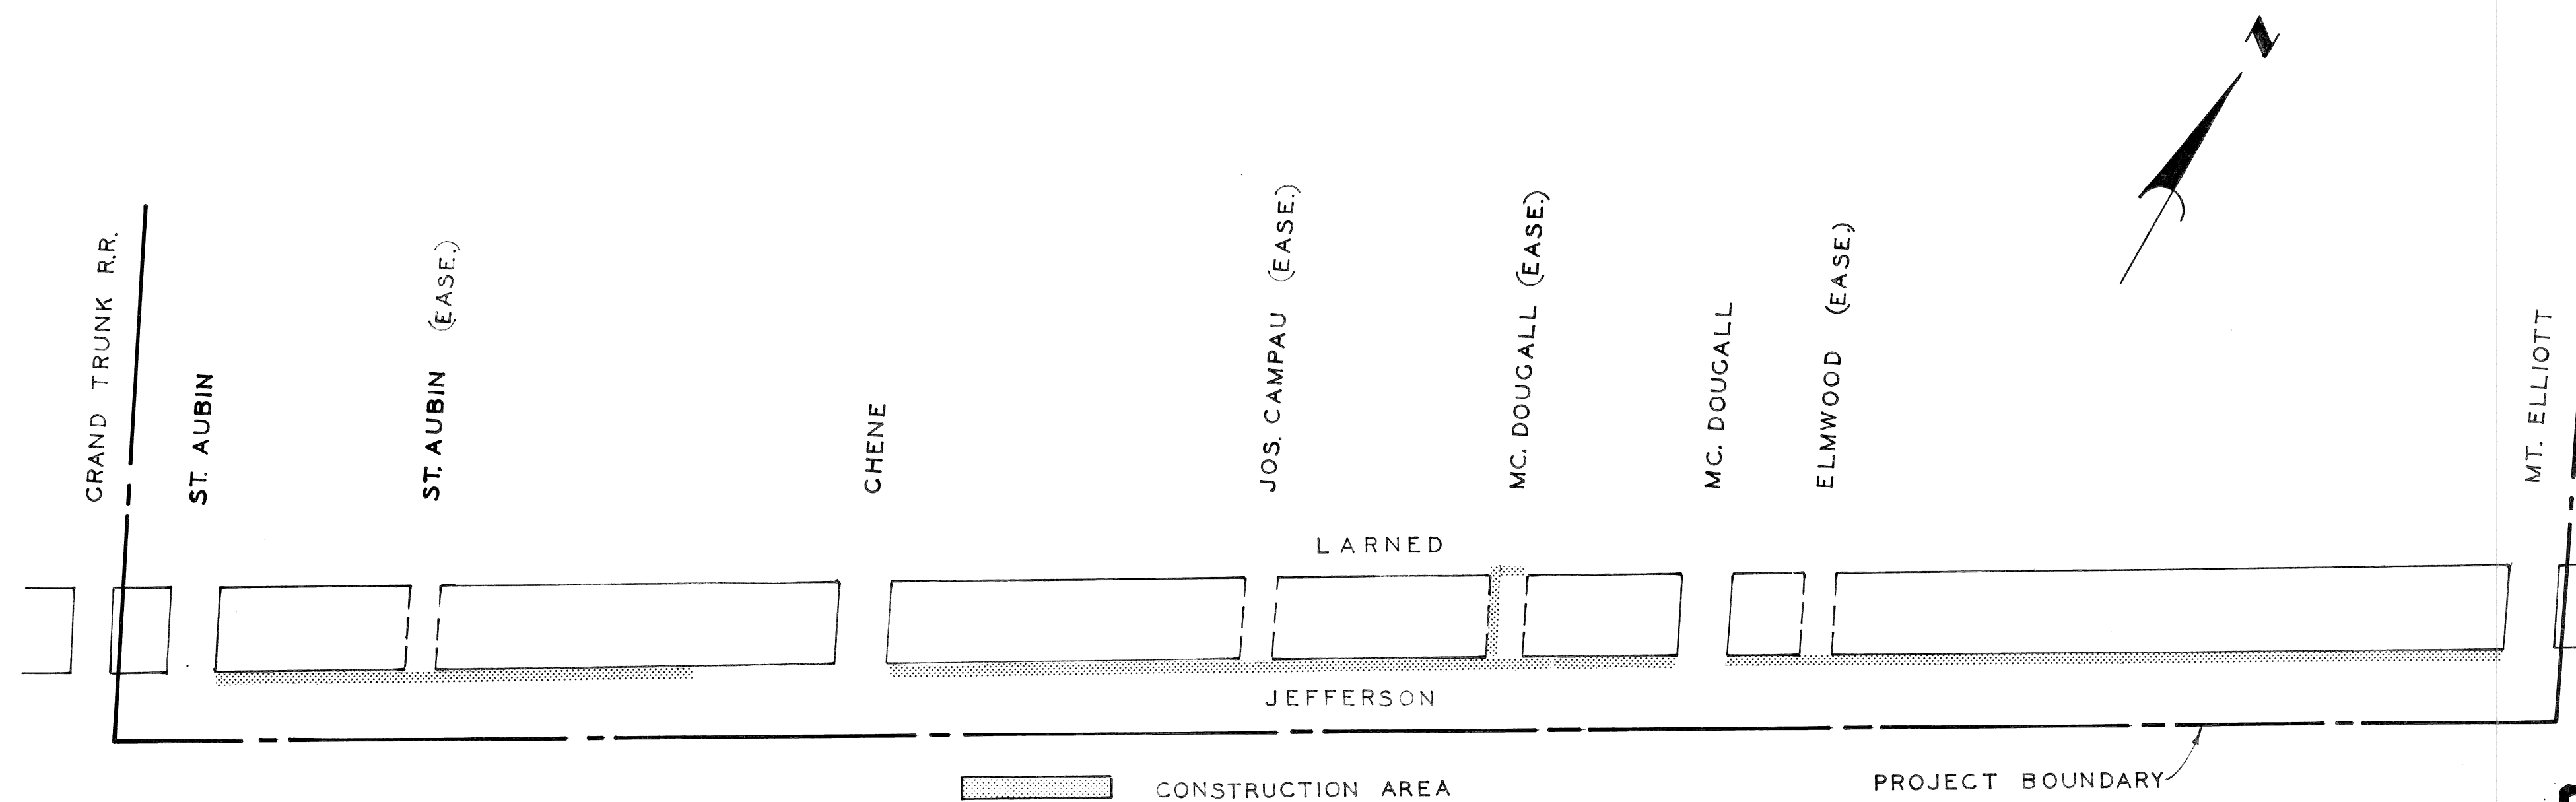 N
GRAND TRUNK R.R.
ST. AUBIN
ST. AUBIN (EASE.)
CHENE
JOS. CAMPAU (EASE.)
MC. DOUGALL (EASE.)
MC. DOUGALL
ELMWOOD (EASE.)
MT. ELLIOTT
LARNED
JEFFERSON
CONSTRUCTION AREA
PROJECT BOUNDARY